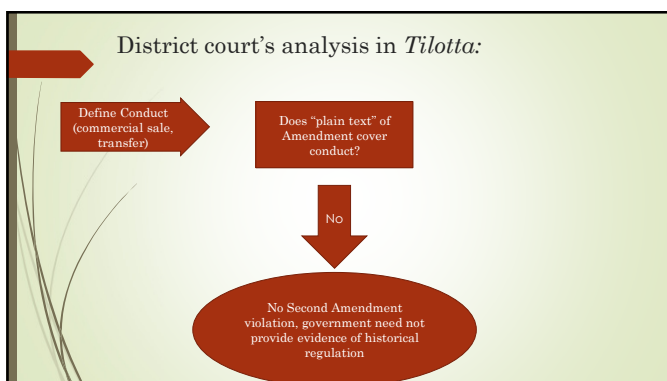 District court's analysis in Tilotta:
Define Conduct
(commercial sale,
transfer)
Does "plain text" of
Amendment cover
conduct?
No
No Second Amendment
violation, government need not
provide evidence of historical
regulation